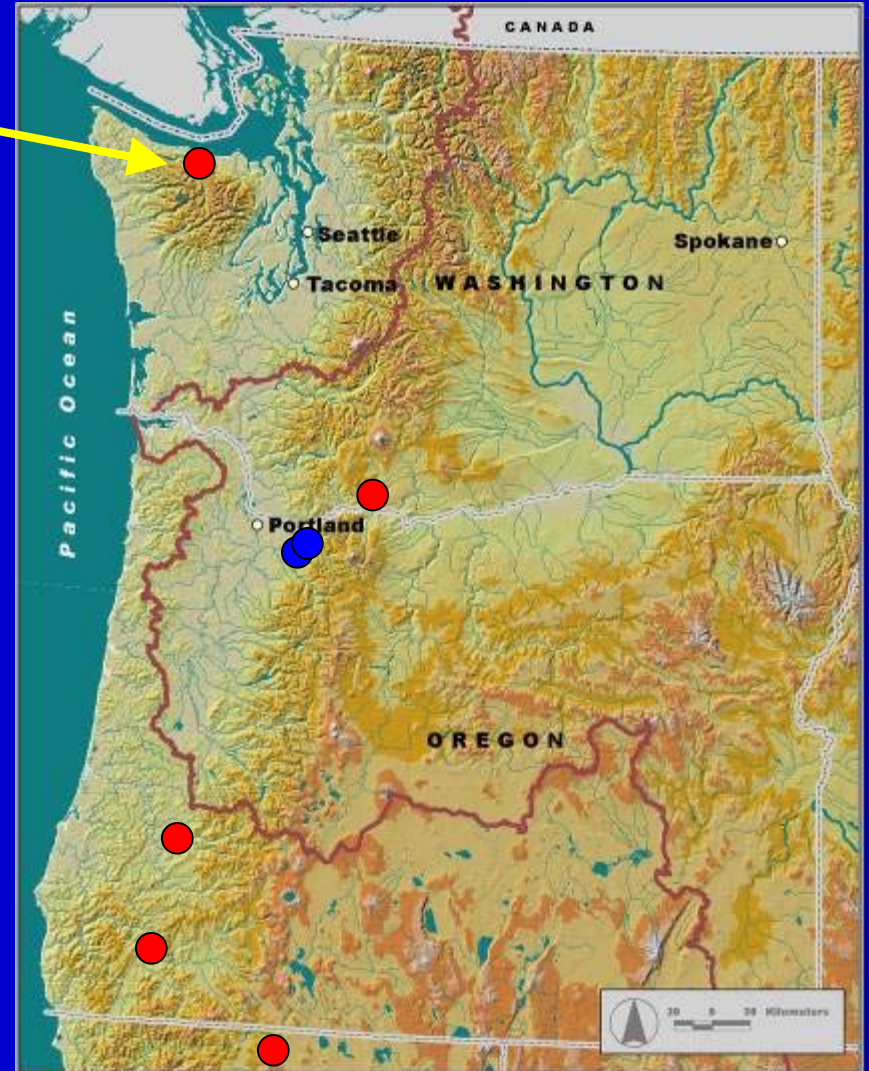 CANADA
Seattle
Spokane
Tacoma
WASHINGTON
Pacific Ocean
Portland
OREGON
Kilometers